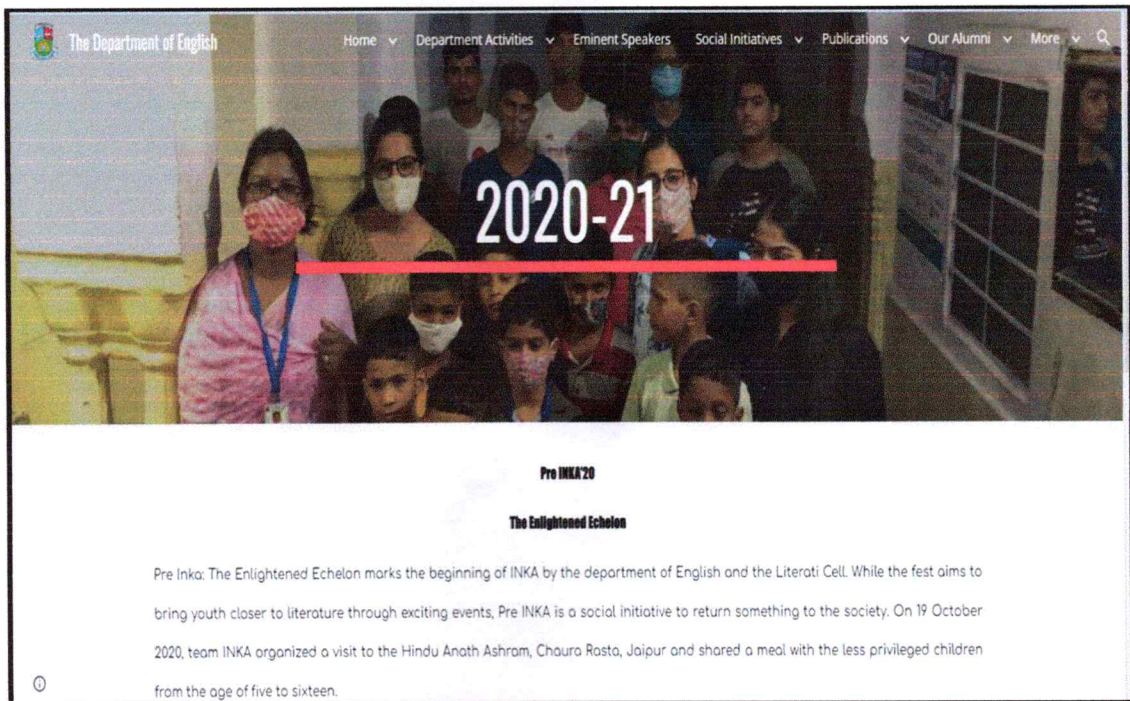 The Department of English
Home Department Activities Eminent Speakers Social Initiatives Publications Our Alumni More
2020-21
Pre INKA'20
The Enlightened Echelon
Pre Inka: The Enlightened Echelon marks the beginning of INKA by the department of English and the Literati Cell. While the fest aims to
bring youth closer to literature through exciting events, Pre INKA is a social initiative to return something to the society. On 19 October
2020, team INKA organized a visit to the Hindu Anath Ashram, Chaura Rasta, Jaipur and shared a meal with the less privileged children
from the age of five to sixteen.